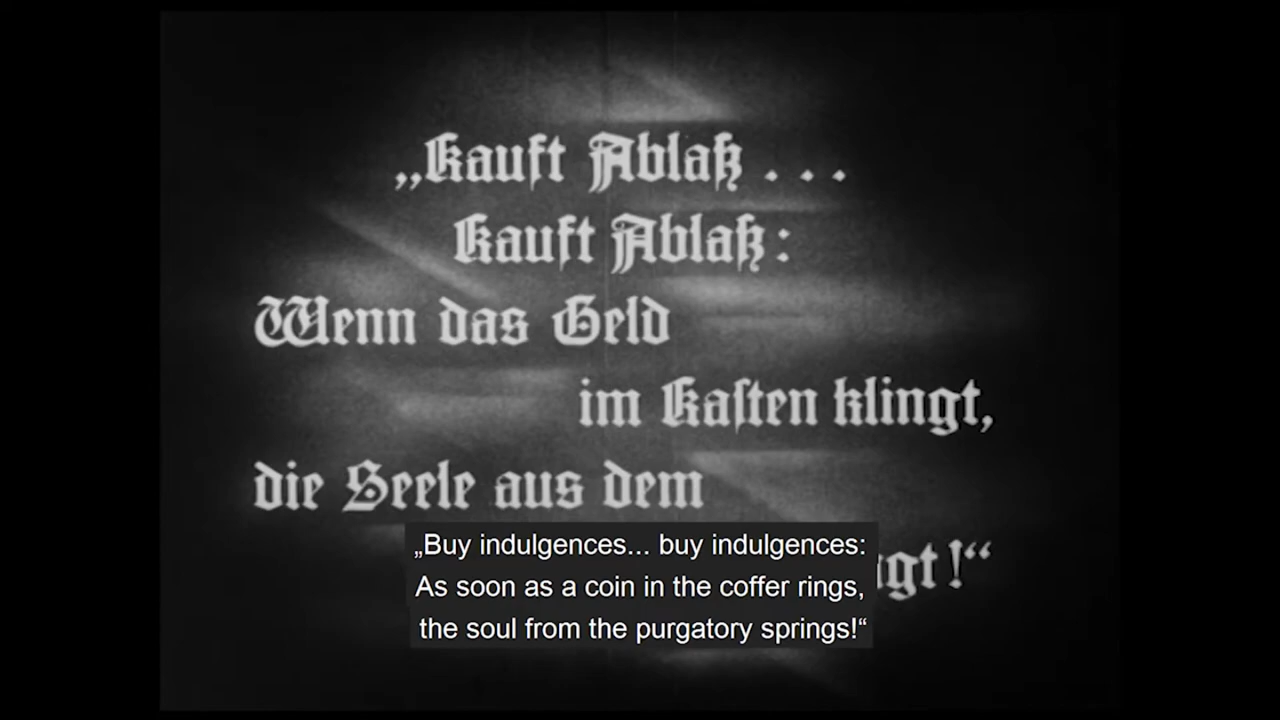 „Kauft Ablaß . . .
Kauft Ablaß:
Wenn das Geld
im Kaſten klingt,
die Seele aus dem
„Buy indulgences... buy indulgences:
As soon as a coin in the coffer rings,
the soul from the purgatory springs!“